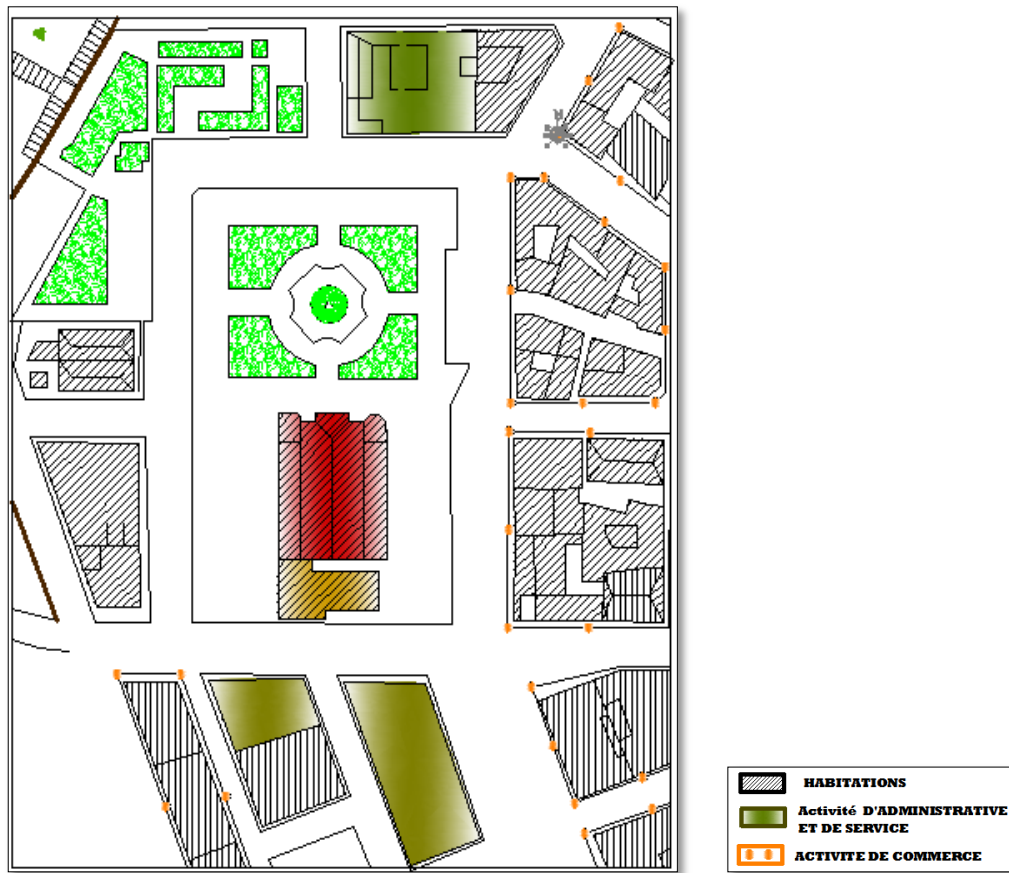 HABITATIONS
Activité D'ADMINISTRATIVE
ET DE SERVICE
ACTIVITE DE COMMERCE